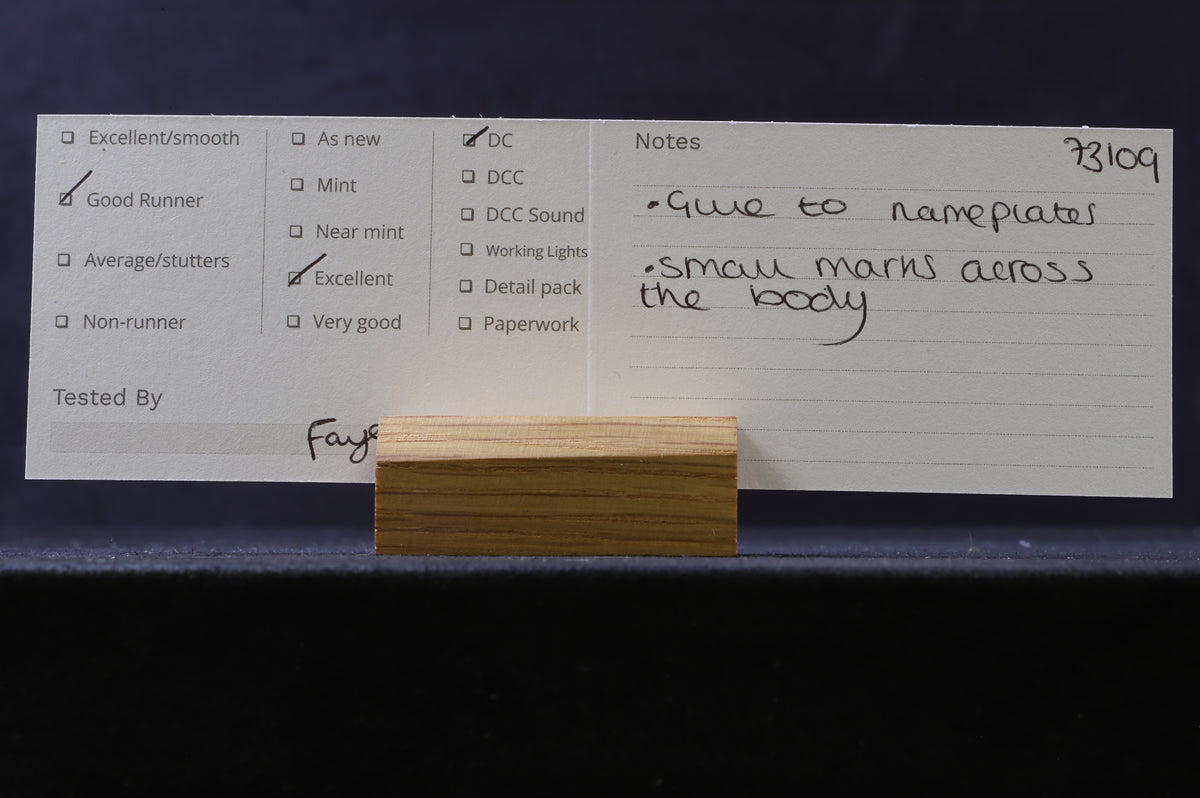 ☐ Excellent/smooth
☑ Good Runner
☐ Average/stutters
☐ Non-runner
☐ As new
☐ Mint
☐ Near mint
☑ Excellent
☐ Very good
☑ DC
☐ DCC
☐ DCC Sound
☐ Working Lights
☐ Detail pack
☐ Paperwork
Tested By
Faye
Notes
73109
• Glue to nameplates
• small marks across
the body